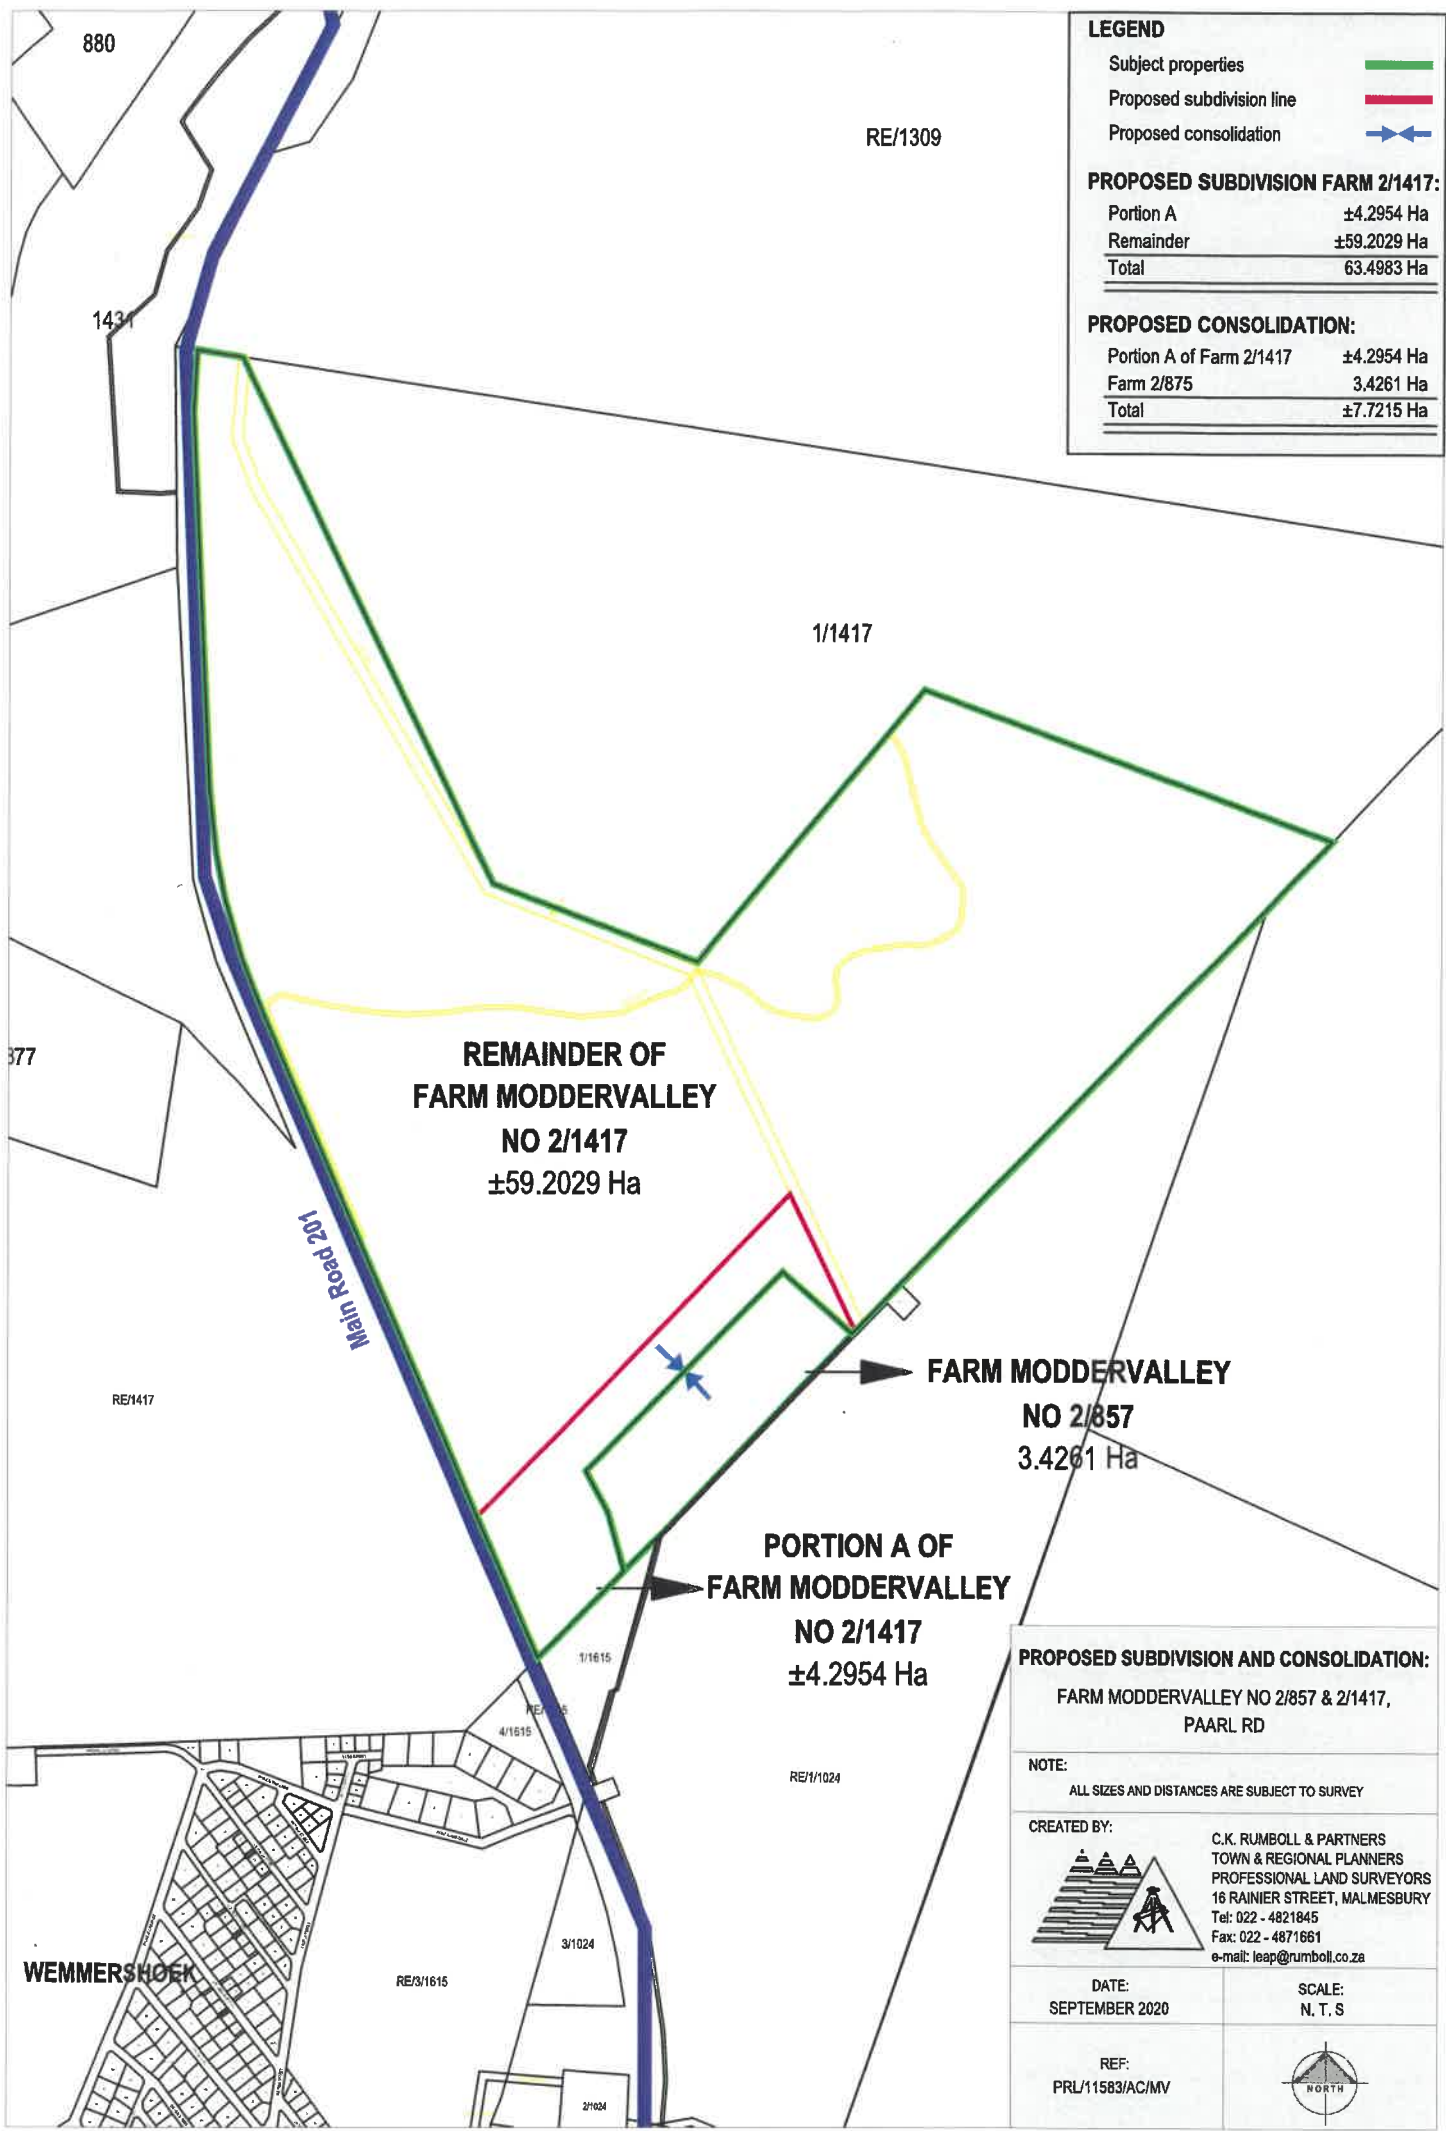 880
RE/1309
LEGEND
Subject properties
Proposed subdivision line
Proposed consolidation
PROPOSED SUBDIVISION FARM 2/1417:
Portion A ±4.2954 Ha
Remainder ±59.2029 Ha
Total 63.4983 Ha
PROPOSED CONSOLIDATION:
Portion A of Farm 2/1417 ±4.2954 Ha
Farm 2/875 3.4261 Ha
Total ±7.7215 Ha
1431
1/1417
377
REMAINDER OF
FARM MODDERVALLEY
NO 2/1417
±59.2029 Ha
Main Road 201
RE/1417
FARM MODDERVALLEY
NO 2/857
3.4261 Ha
PORTION A OF
FARM MODDERVALLEY
NO 2/1417
±4.2954 Ha
1/1615
4/1615
RE/1/1024
3/1024
RE/3/1615
WEMMERSHOEK
2/1024
PROPOSED SUBDIVISION AND CONSOLIDATION:
FARM MODDERVALLEY NO 2/857 & 2/1417,
PAARL RD
NOTE:
ALL SIZES AND DISTANCES ARE SUBJECT TO SURVEY
CREATED BY:
C.K. RUMBOLL & PARTNERS
TOWN & REGIONAL PLANNERS
PROFESSIONAL LAND SURVEYORS
16 RAINIER STREET, MALMESBURY
Tel: 022 - 4821845
Fax: 022 - 4871661
e-mail: leap@rumboll.co.za
DATE:
SEPTEMBER 2020
SCALE:
N. T. S
REF:
PRL/11583/AC/MV
NORTH